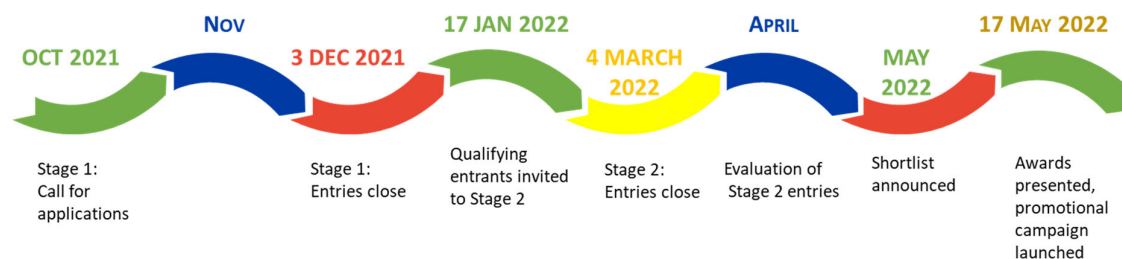 OCT 2021
Nov
3 DEC 2021
17 JAN 2022
4 MARCH
2022
April
MAY
2022
17 May 2022
Stage 1:
Call for
applications
Stage 1:
Entries close
Qualifying
entrants invited
to Stage 2
Stage 2:
Entries close
Evaluation of
Stage 2 entries
Shortlist
announced
Awards
presented,
promotional
campaign
launched